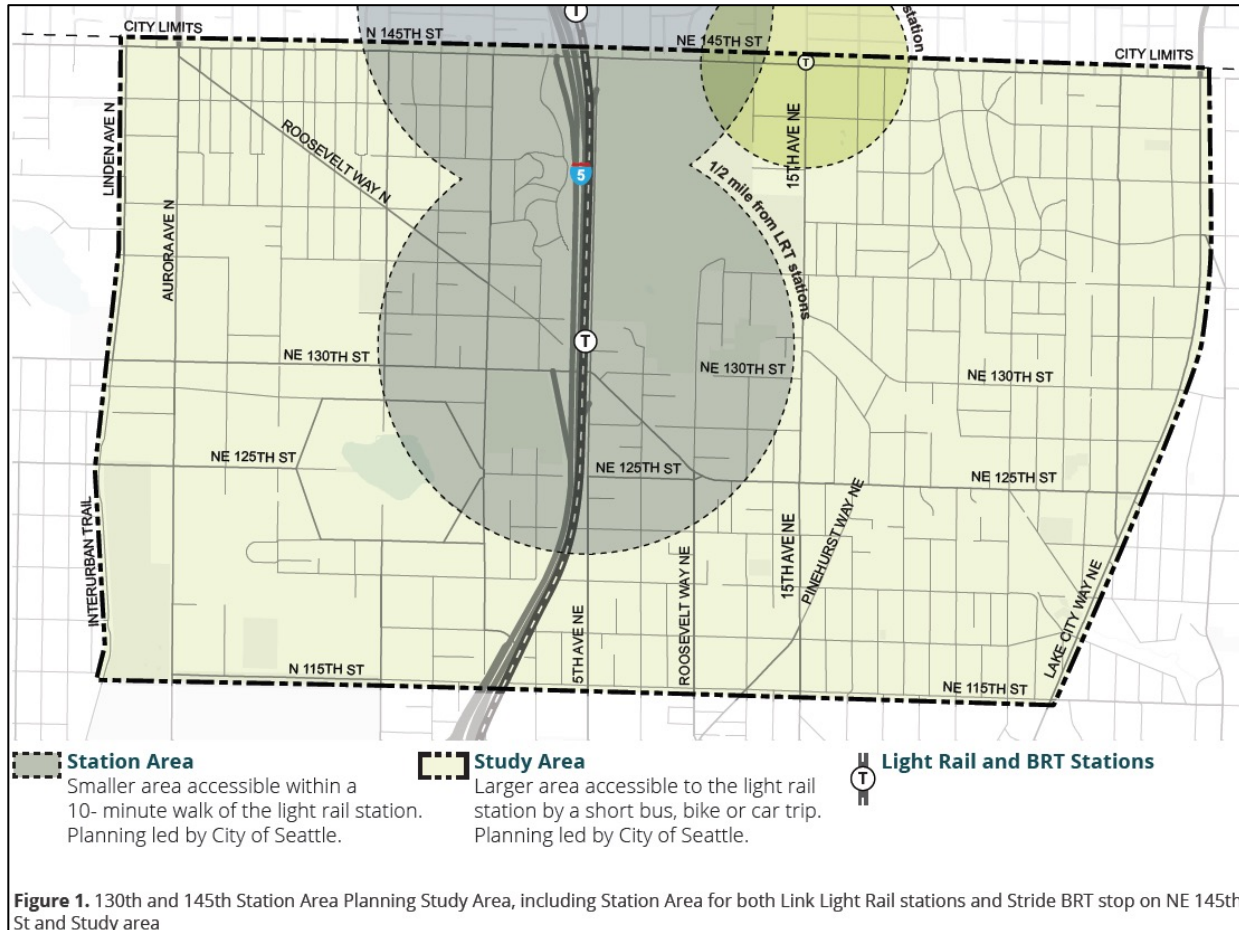 station
CITY LIMITS
N 145TH ST
NE 145TH ST
CITY LIMITS
T
T
LINDEN AVE N
ROOSEVELT WAY N
5
15TH AVE NE
1/2 mile from LRT stations
AURORA AVE N
T
NE 130TH ST
NE 130TH ST
NE 130TH ST
NE 125TH ST
NE 125TH ST
NE 125TH ST
INTERURBAN TRAIL
5TH AVE NE
ROOSEVELT WAY NE
15TH AVE NE
PINEHURST WAY NE
LAKE CITY WAY NE
N 115TH ST
NE 115TH ST
Station Area
Smaller area accessible within a
10- minute walk of the light rail station.
Planning led by City of Seattle.
Study Area
Larger area accessible to the light rail
station by a short bus, bike or car trip.
Planning led by City of Seattle.
T
Light Rail and BRT Stations
Figure 1. 130th and 145th Station Area Planning Study Area, including Station Area for both Link Light Rail stations and Stride BRT stop on NE 145th
St and Study area